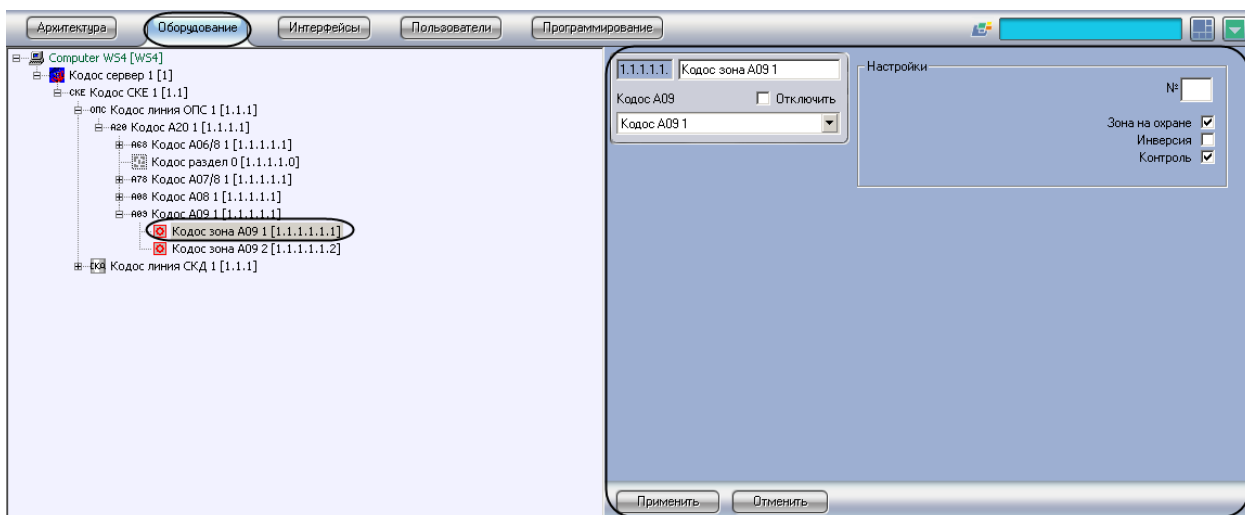 Архитектура Оборудование Интерфейсы Пользователи Программирование
Computer WS4 [WS4]
Кодос сервер 1 [1]
СКЕ Кодос СКЕ 1 [1.1]
ОПС Кодос линия ОПС 1 [1.1.1]
А20 Кодос А20 1 [1.1.1.1]
А68 Кодос А06/8 1 [1.1.1.1.1]
Кодос раздел 0 [1.1.1.1.0]
А78 Кодос А07/8 1 [1.1.1.1.1]
А08 Кодос А08 1 [1.1.1.1.1]
А09 Кодос А09 1 [1.1.1.1.1]
Кодос зона А09 1 [1.1.1.1.1.1]
Кодос зона А09 2 [1.1.1.1.1.2]
СКД Кодос линия СКД 1 [1.1.1]
1.1.1.1.1. Кодос зона А09 1
Кодос А09 Отключить
Кодос А09 1
Настройки
№
Зона на охране
Инверсия
Контроль
Применить Отменить